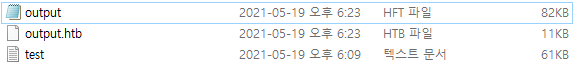 output 2021-05-19 오후 6:23 HFT 파일 82KB
output.htb 2021-05-19 오후 6:23 HTB 파일 11KB
test 2021-05-19 오후 6:09 텍스트 문서 61KB